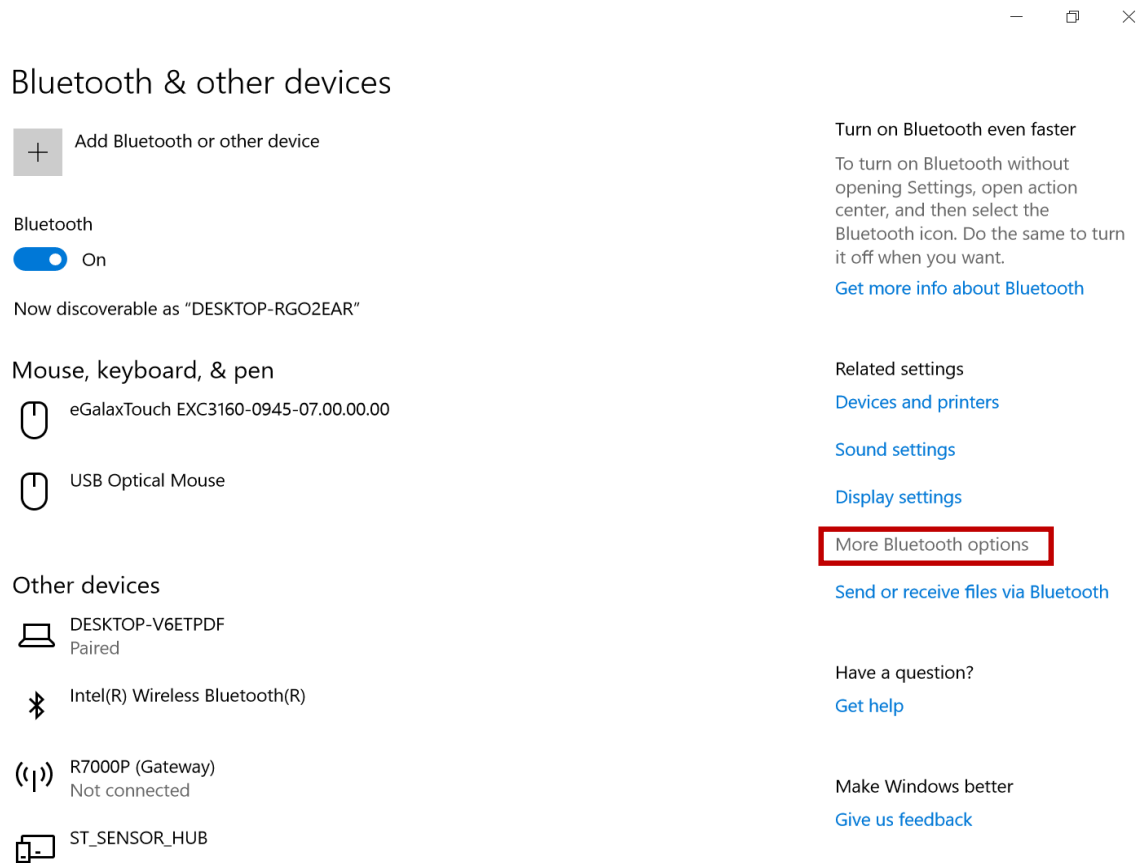 Bluetooth & other devices
Add Bluetooth or other device
Bluetooth
On
Now discoverable as “DESKTOP-RGO2EAR”
Mouse, keyboard, & pen
eGalaxTouch EXC3160-0945-07.00.00.00
USB Optical Mouse
Other devices
DESKTOP-V6ETPDF
Paired
Intel(R) Wireless Bluetooth(R)
R7000P (Gateway)
Not connected
ST_SENSOR_HUB
Turn on Bluetooth even faster
To turn on Bluetooth without
opening Settings, open action
center, and then select the
Bluetooth icon. Do the same to turn
it off when you want.
Get more info about Bluetooth
Related settings
Devices and printers
Sound settings
Display settings
More Bluetooth options
Send or receive files via Bluetooth
Have a question?
Get help
Make Windows better
Give us feedback